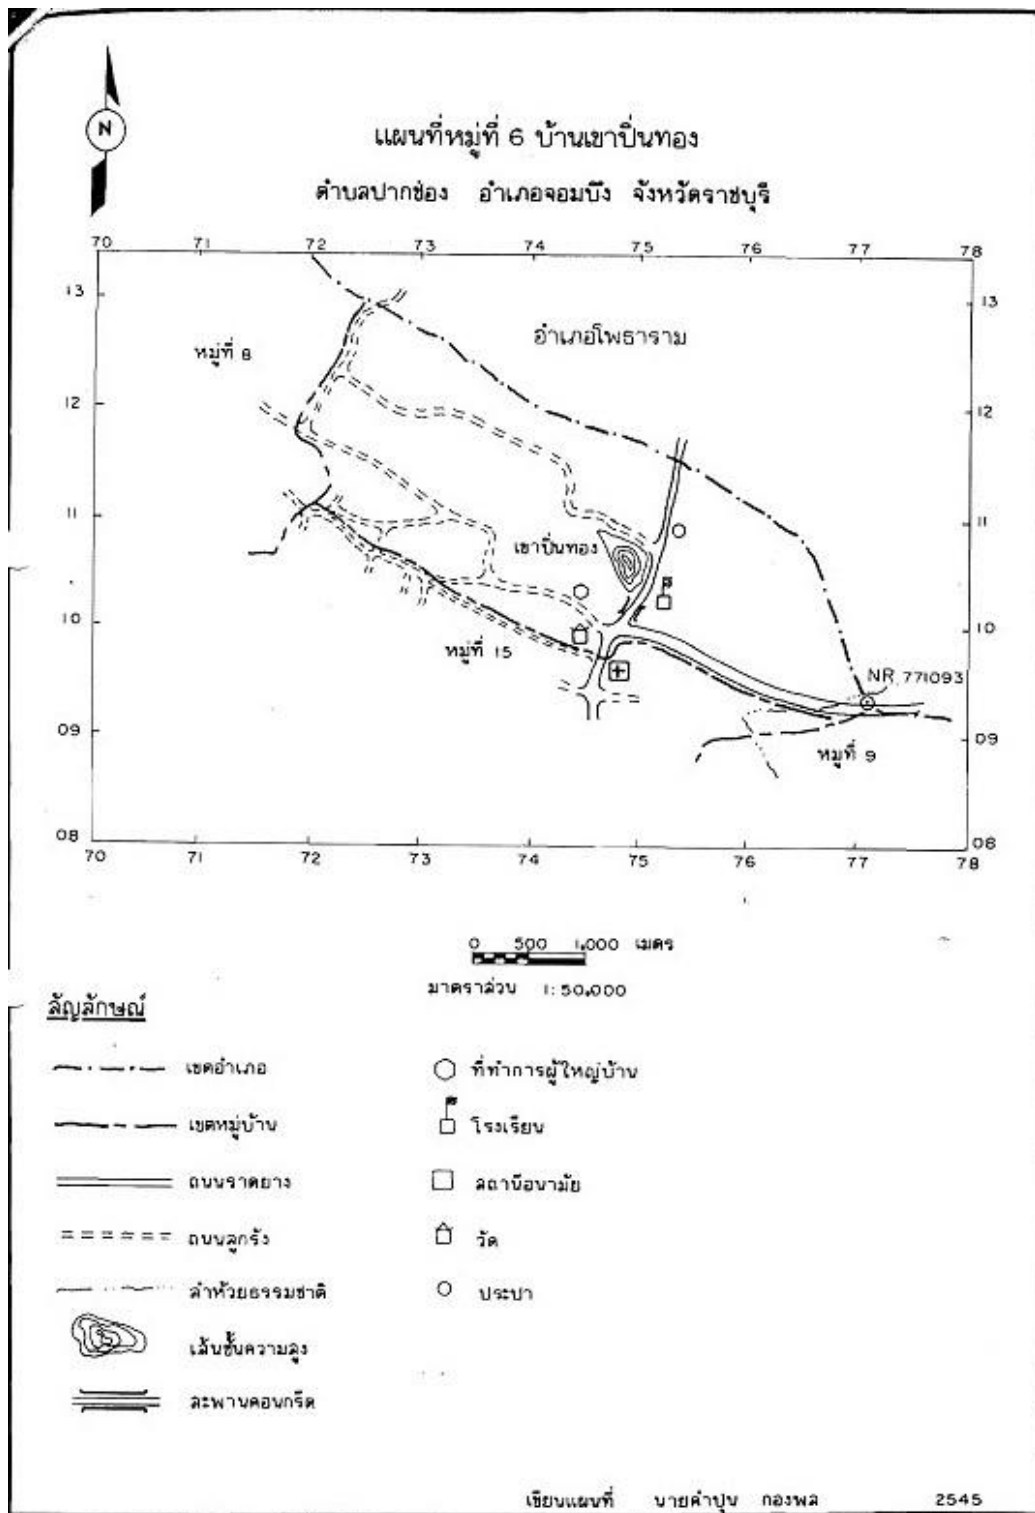 N
แผนที่หมู่ที่ 6 บ้านเขาปิ่นทอง
ตำบลปากช่อง อำเภอจอมบึง จังหวัดราชบุรี
70 71 72 73 74 75 76 77 78
13 13
อำเภอโพธาราม
หมู่ที่ 8
12 12
11 11
เขาปิ่นทอง
10 10
หมู่ที่ 15
NR 771093
09 09
หมู่ที่ 9
08 08
70 71 72 73 74 75 76 77 78
0 500 1,000 เมตร
มาตราส่วน 1:50,000
สัญลักษณ์
เขตอำเภอ
ที่ทำการผู้ใหญ่บ้าน
เขตหมู่บ้าน
โรงเรียน
ถนนราดยาง
สถานีอนามัย
ถนนลูกรัง
วัด
ลำห้วยธรรมชาติ
ประปา
เส้นชั้นความสูง
สะพานคอนกรีต
เขียนแผนที่ นายคำปุน กองพล 2545